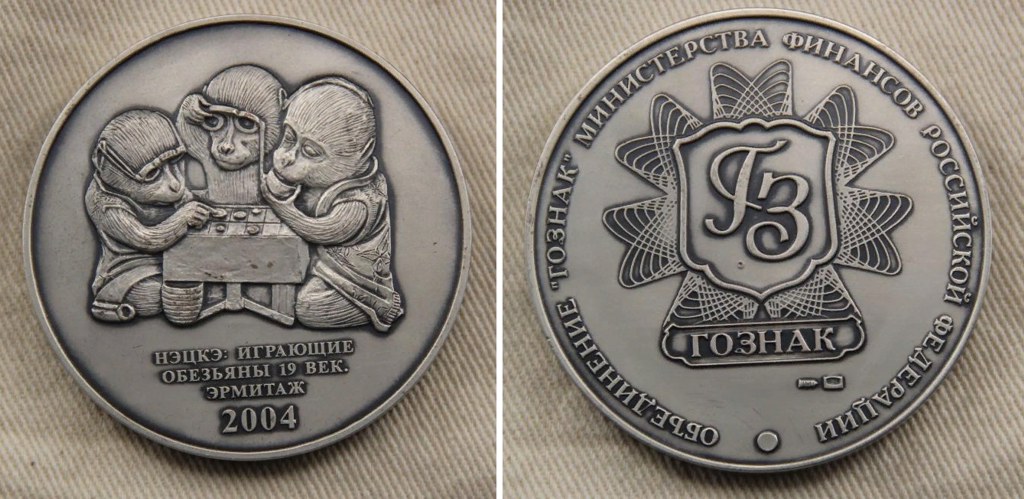 НЭЦКЭ: ИГРАЮЩИЕ
ОБЕЗЬЯНЫ 19 ВЕК.
ЭРМИТАЖ
2004
ОБЪЕДИНЕНИЕ "ГОЗНАК" МИНИСТЕРСТВА ФИНАНСОВ РОССИЙСКОЙ ФЕДЕРАЦИИ
ГЗ
ГОЗНАК